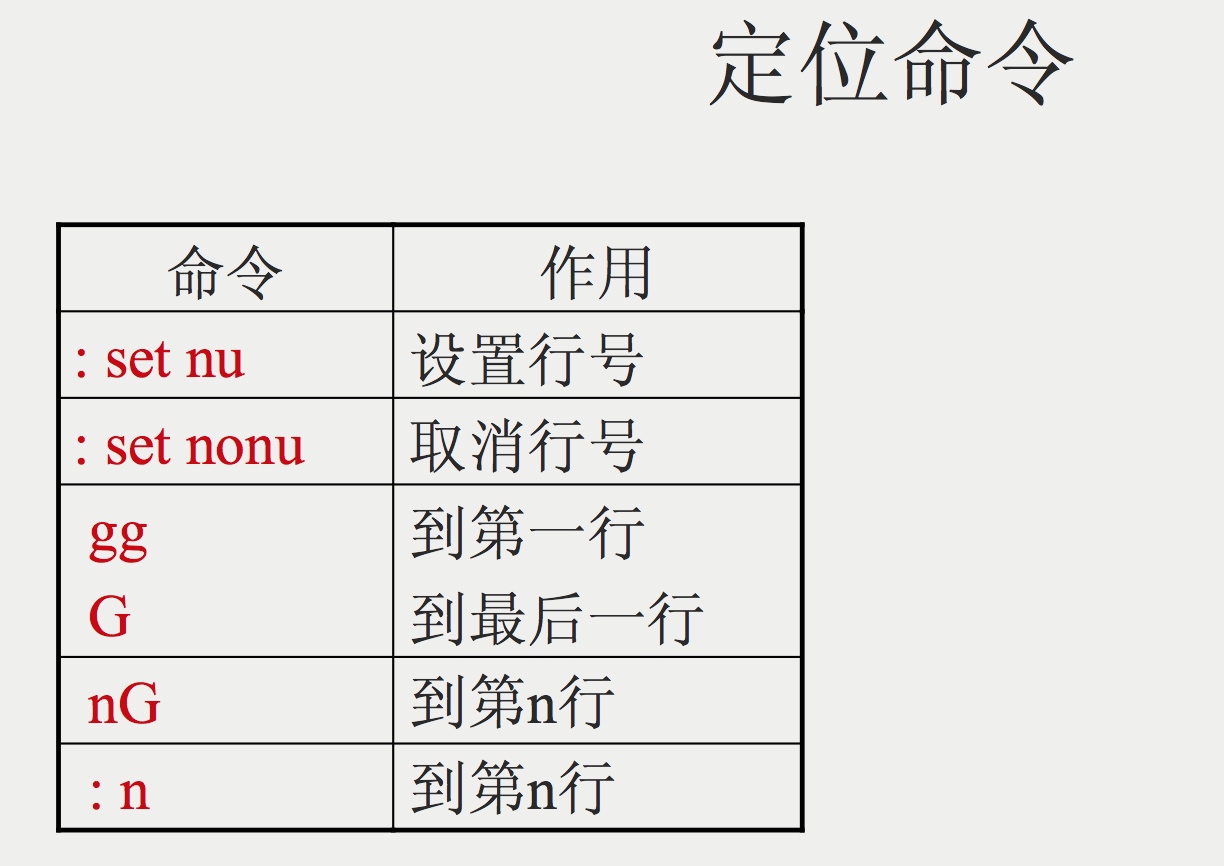 定位命令
命令 作用
: set nu 设置行号
: set nonu 取消行号
gg 到第一行
G 到最后一行
nG 到第n行
: n 到第n行